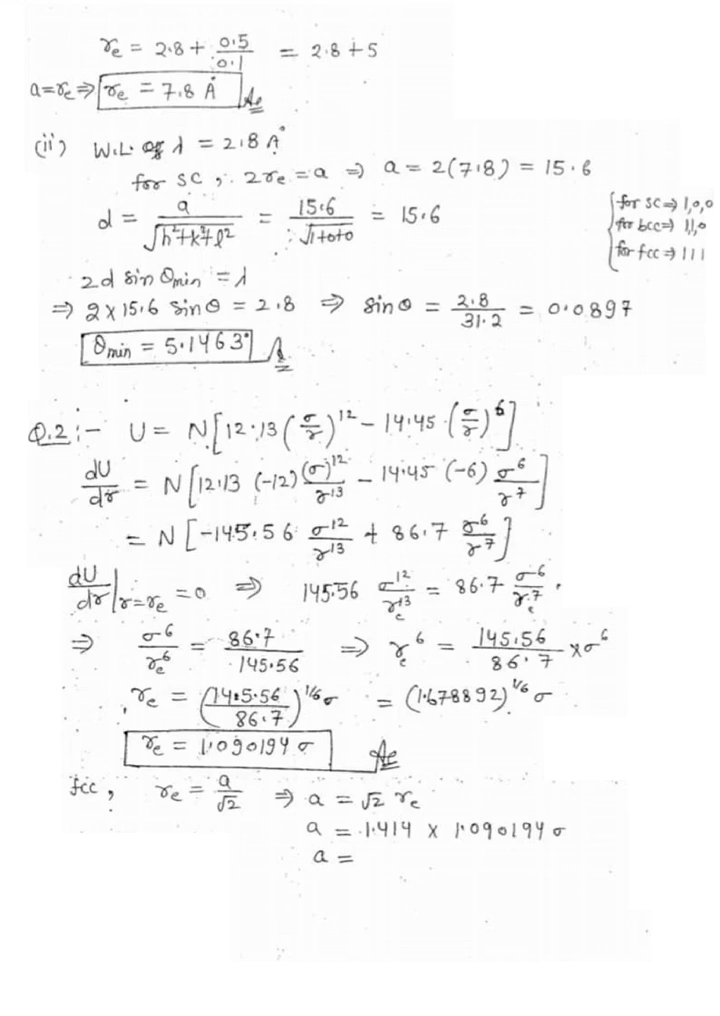 re = 2.8 + 0.5/0.1 = 2.8 + 5
a=re ⇒ re = 7.8 Å Ae
(ii) W.L. of λ = 2.8 Å
for SC, 2re = a ⇒ a = 2(7.8) = 15.6
d = a/√h²+k²+l² = 15.6/√1+0+0 = 15.6
for SC ⇒ 1,0,0
for bcc ⇒ 1,1,0
for fcc ⇒ 111
2d sin θmin = λ
⇒ 2 × 15.6 sin θ = 2.8 ⇒ sin θ = 2.8/31.2 = 0.0897
θmin = 5.1463°
Q.2:- U = N[12.13 (σ/r)^12 - 14.45 (σ/r)^6]
dU/dr = N[12.13 (-12) (σ)^12/r^13 - 14.45 (-6) σ^6/r^7]
= N[-145.56 σ^12/r^13 + 86.7 σ^6/r^7]
dU/dr|r=re = 0 ⇒ 145.56 σ^12/re^13 = 86.7 σ^6/re^7
⇒ σ^6/re^6 = 86.7/145.56 ⇒ re^6 = 145.56/86.7 × σ^6
re = (145.56/86.7)^1/6 σ = (1.678892)^1/6 σ
re = 1.090194 σ Ae
fcc, re = a/√2 ⇒ a = √2 re
a = 1.414 × 1.090194 σ
a =